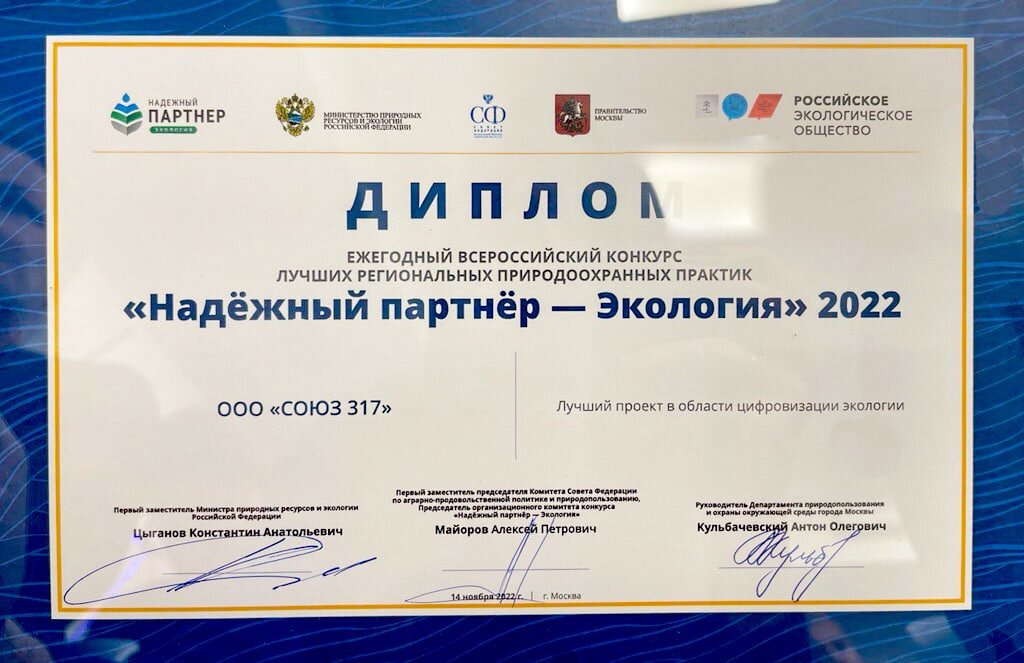 НАДЕЖНЫЙ
ПАРТНЕР
ЭКОЛОГИЯ
МИНИСТЕРСТВО ПРИРОДНЫХ
РЕСУРСОВ И ЭКОЛОГИИ
РОССИЙСКОЙ ФЕДЕРАЦИИ
СФ
СОВЕТ
ФЕДЕРАЦИИ
ПРАВИТЕЛЬСТВО
МОСКВЫ
РОССИЙСКОЕ
ЭКОЛОГИЧЕСКОЕ
ОБЩЕСТВО
ДИПЛОМ
ЕЖЕГОДНЫЙ ВСЕРОССИЙСКИЙ КОНКУРС
ЛУЧШИХ РЕГИОНАЛЬНЫХ ПРИРОДООХРАННЫХ ПРАКТИК
«Надёжный партнёр — Экология» 2022
ООО «СОЮЗ 317»
Лучший проект в области цифровизации экологии
Первый заместитель Министра природных ресурсов и экологии
Российской Федерации
Цыганов Константин Анатольевич
Первый заместитель председателя Комитета Совета Федерации
по аграрно-продовольственной политике и природопользованию,
Председатель организационного комитета конкурса
«Надёжный партнёр — Экология»
Майоров Алексей Петрович
Руководитель Департамента природопользования
и охраны окружающей среды города Москвы
Кульбачевский Антон Олегович
14 ноября 2022 г. | г. Москва